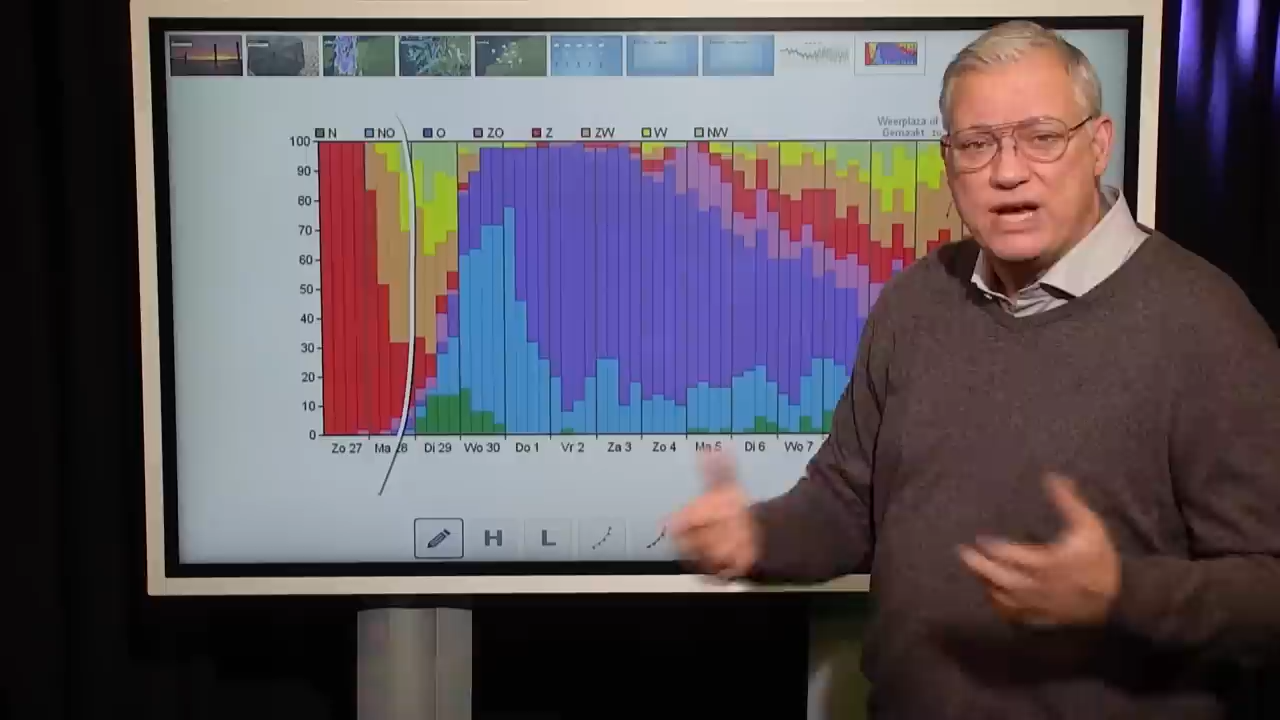 N NO O ZO Z ZW W NW
Weerplaza
Gemaakt
100
90
80
70
60
50
40
30
20
10
0
Zo 27 Ma 28 Di 29 Wo 30 Do 1 Vr 2 Za 3 Zo 4 Ma 5 Di 6 Wo 7
H L